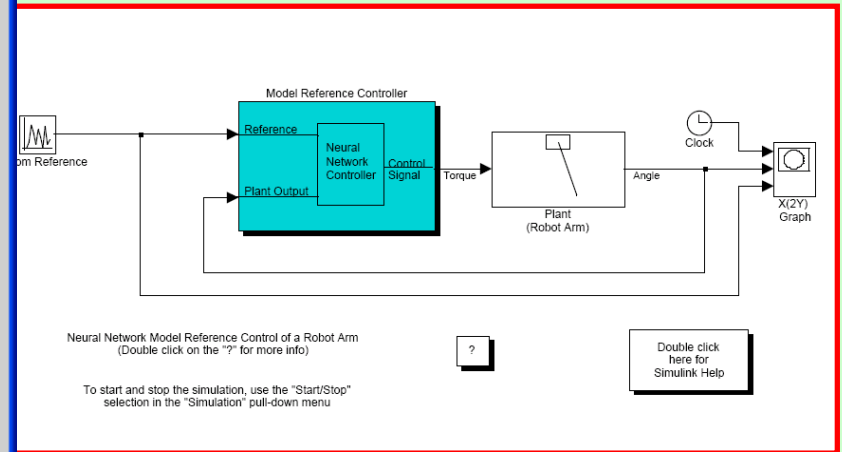 Model Reference Controller
Reference
Neural
Network
Controller
Control
Signal
Plant Output
om Reference
Torque
Plant
(Robot Arm)
Angle
Clock
X(2Y)
Graph
Neural Network Model Reference Control of a Robot Arm
(Double click on the "?" for more info)
?
Double click
here for
Simulink Help
To start and stop the simulation, use the "Start/Stop"
selection in the "Simulation" pull-down menu